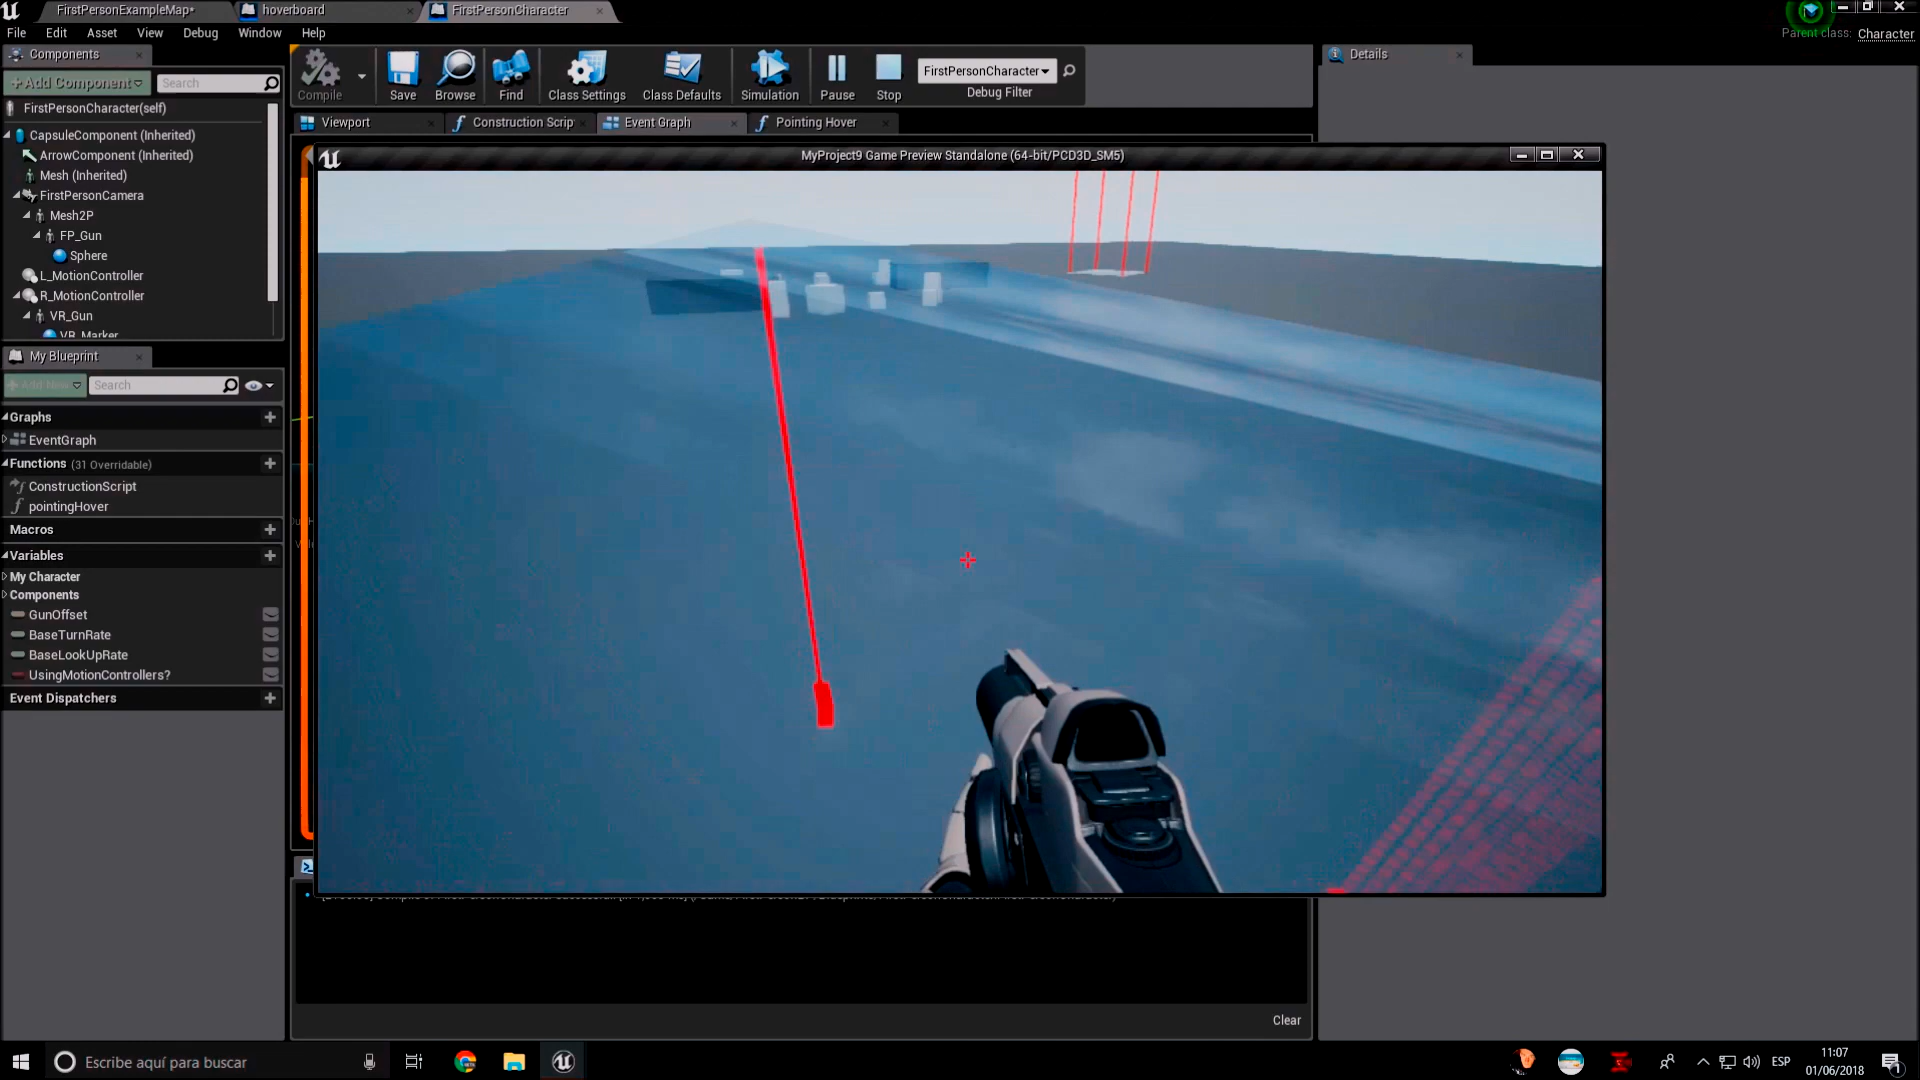 FirstPersonExampleMap*
hoverboard
FirstPersonCharacter
Parent class: Character
File Edit Asset View Debug Window Help
Components
+Add Component
Search
FirstPersonCharacter(self)
CapsuleComponent (Inherited)
ArrowComponent (Inherited)
Mesh (Inherited)
FirstPersonCamera
Mesh2P
FP_Gun
Sphere
L_MotionController
R_MotionController
VR_Gun
VR_Marker
My Blueprint
+Add New
Search
Graphs
EventGraph
Functions (31 Overridable)
ConstructionScript
pointingHover
Macros
Variables
My Character
Components
GunOffset
BaseTurnRate
BaseLookUpRate
UsingMotionControllers?
Event Dispatchers
Compile
Save
Browse
Find
Class Settings
Class Defaults
Simulation
Pause
Stop
FirstPersonCharacter
Debug Filter
Viewport
Construction Scrip
Event Graph
Pointing Hover
Details
MyProject9 Game Preview Standalone (64-bit/PCD3D_SM5)
Clear
Escribe aquí para buscar
ESP
11:07
01/06/2018